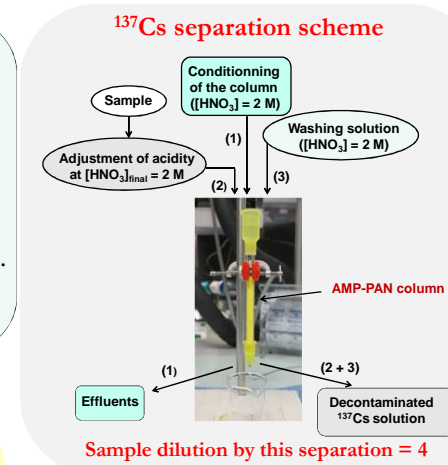 137Cs separation scheme
Conditionning
of the column
([HNO3] = 2 M)
Sample
Washing solution
([HNO3] = 2 M)
(1)
Adjustment of acidity
at [HNO3]final = 2 M
(2)
(3)
.
AMP-PAN column
(1)
(2 + 3)
Effluents
Decontaminated
137Cs solution
Sample dilution by this separation = 4